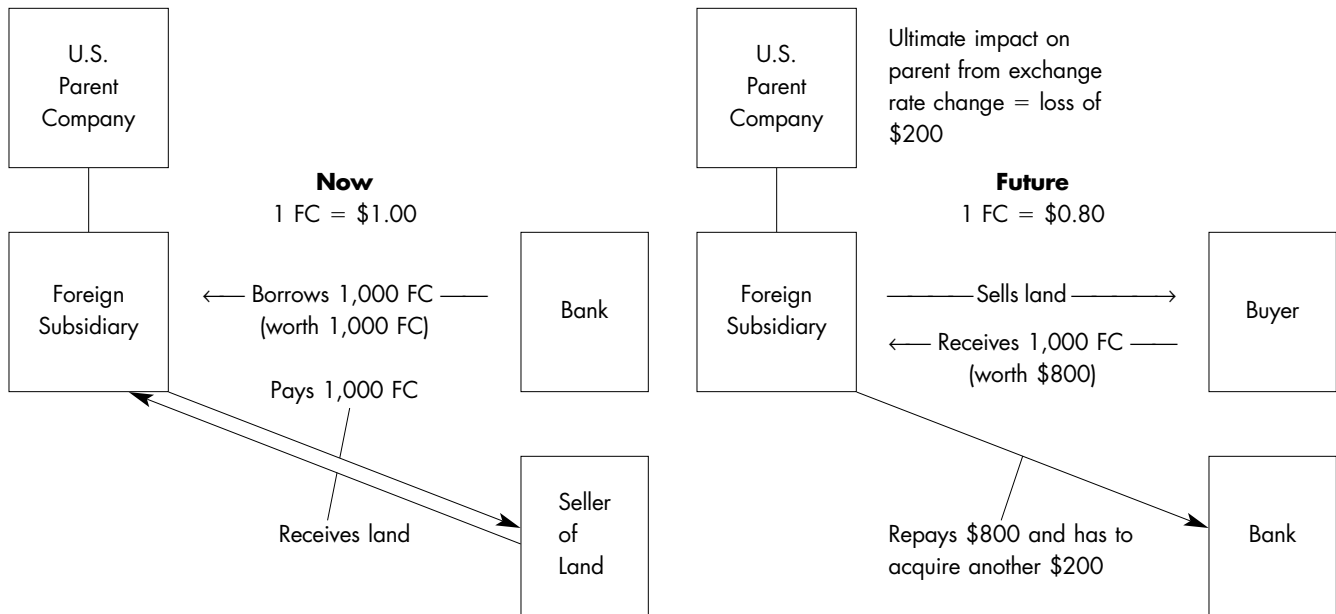 U.S.
Parent
Company
Now
1 FC = $1.00
Foreign
Subsidiary
Borrows 1,000 FC
(worth 1,000 FC)
Bank
Pays 1,000 FC
Receives land
Seller
of
Land
U.S.
Parent
Company
Ultimate impact on
parent from exchange
rate change = loss of
$200
Future
1 FC = $0.80
Foreign
Subsidiary
Sells land
Receives 1,000 FC
(worth $800)
Buyer
Repays $800 and has to
acquire another $200
Bank